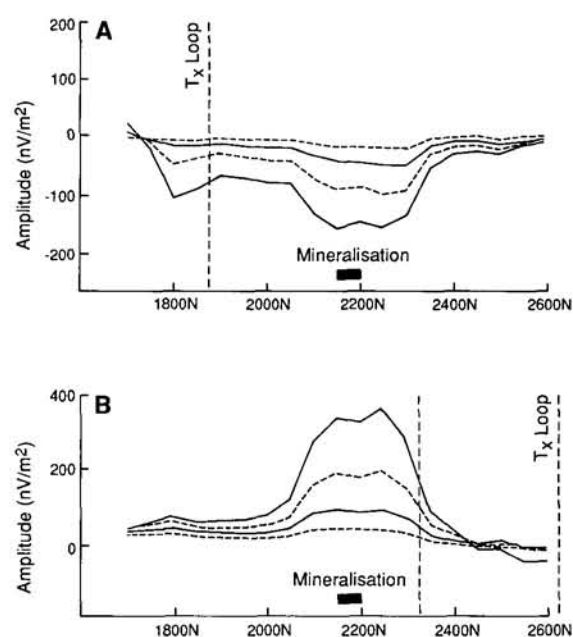 A
Tx Loop
Amplitude (nV/m²)
200
100
0
-100
-200
Mineralisation
1800N 2000N 2200N 2400N 2600N
B
Tx Loop
Amplitude (nV/m²)
400
200
0
Mineralisation
1800N 2000N 2200N 2400N 2600N